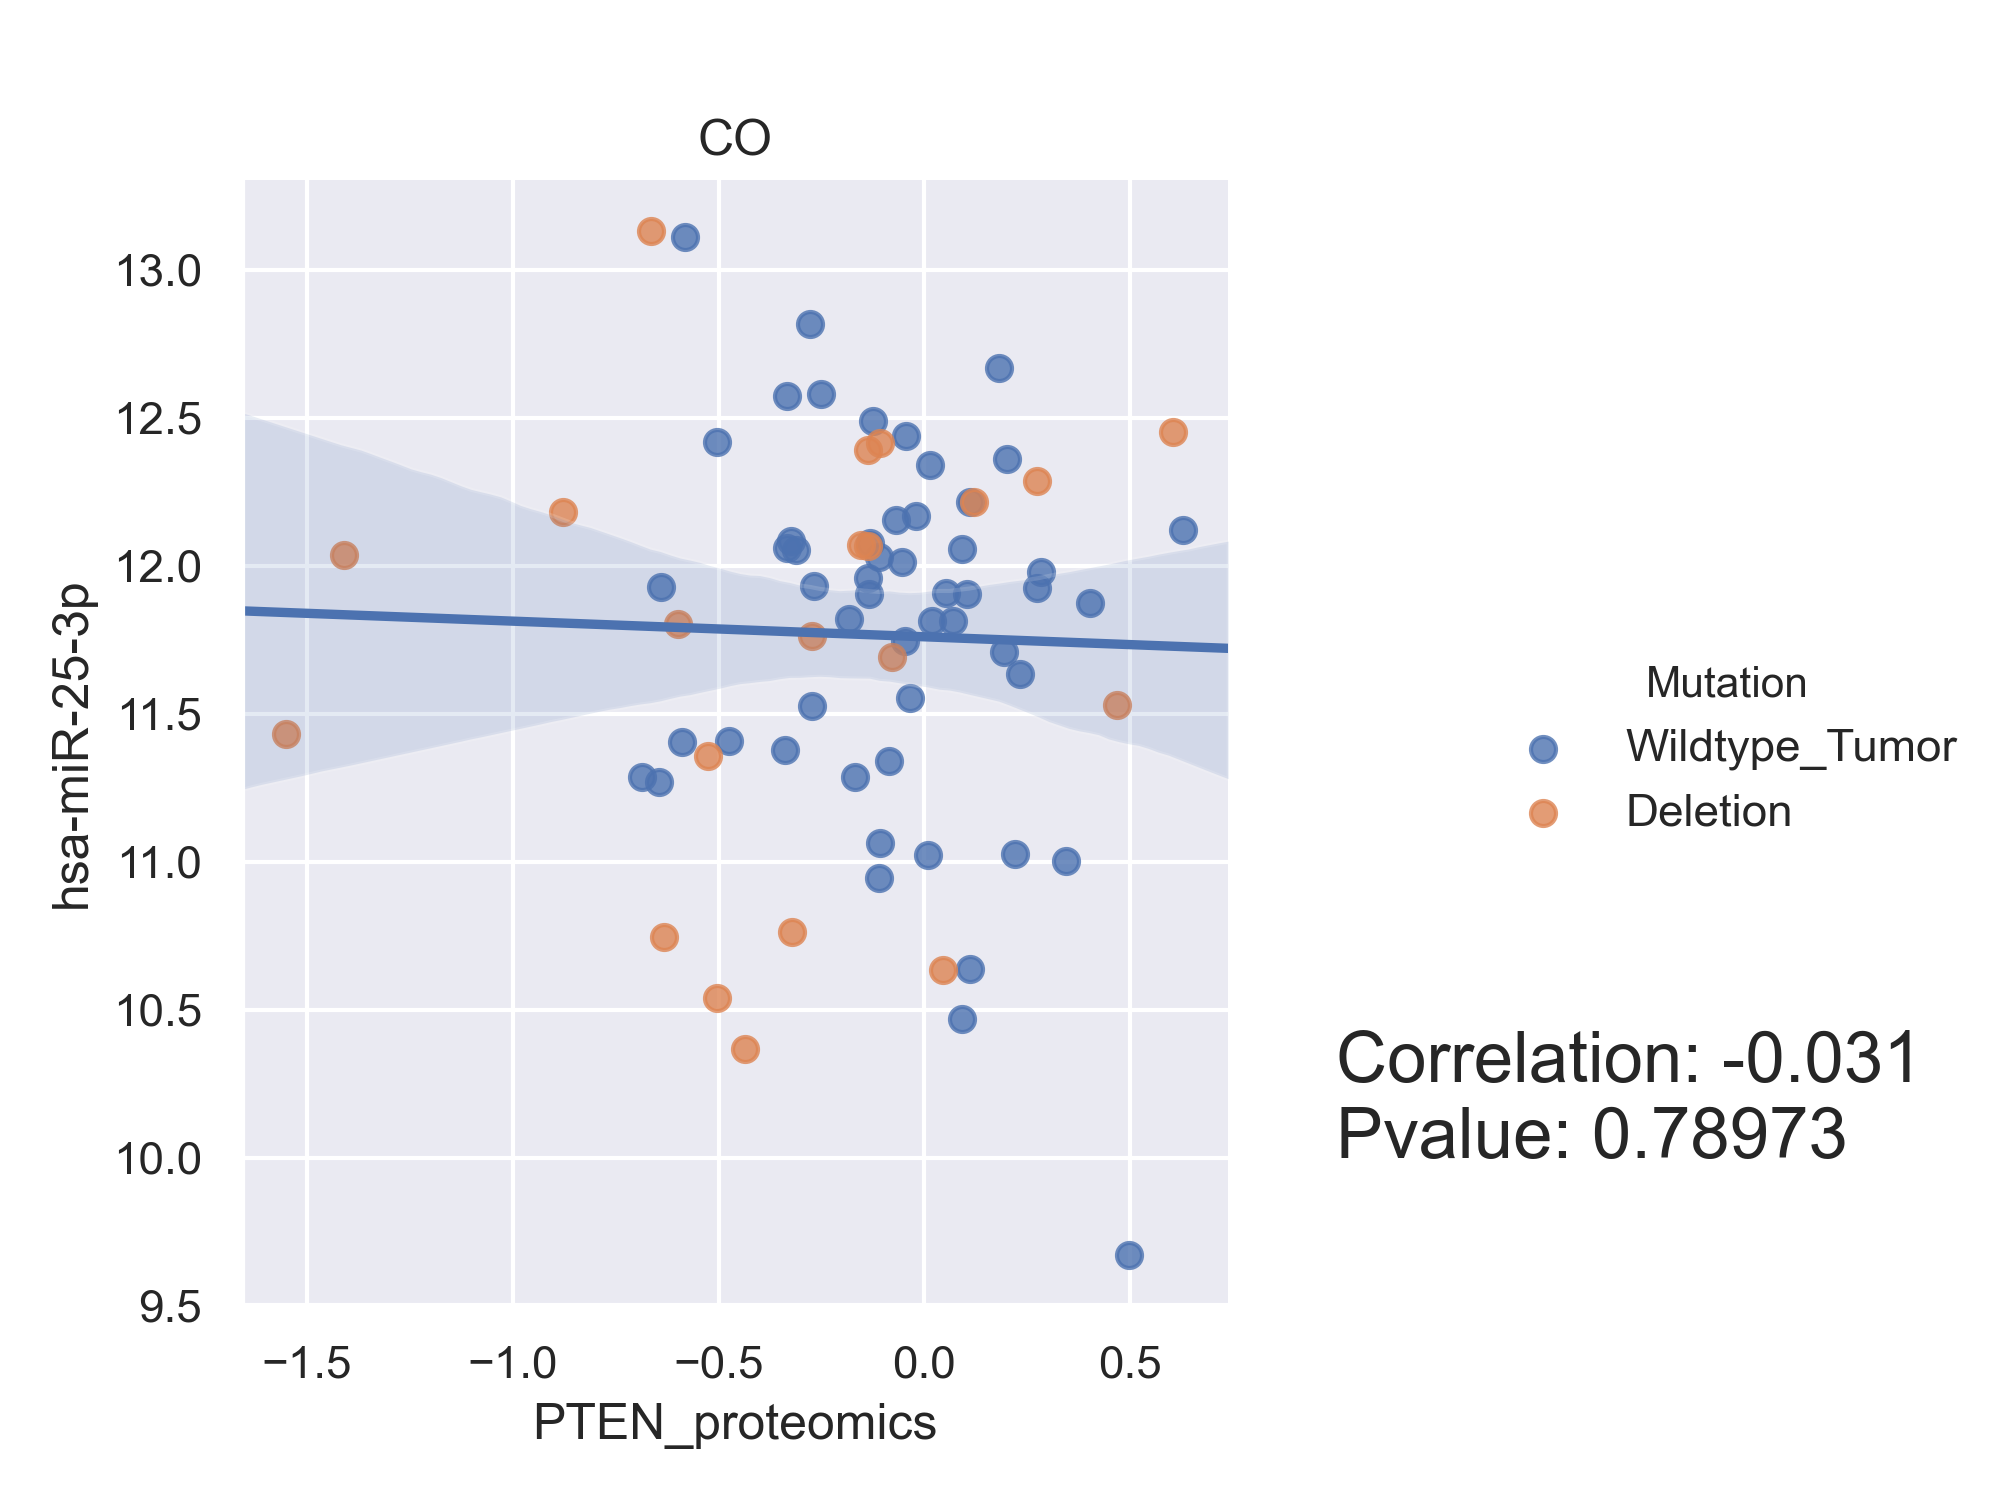 CO
13.0
12.5
12.0
11.5
11.0
10.5
10.0
9.5
hsa-miR-25-3p
−1.5 −1.0 −0.5 0.0 0.5
PTEN_proteomics
Mutation
Wildtype_Tumor
Deletion
Correlation: -0.031
Pvalue: 0.78973